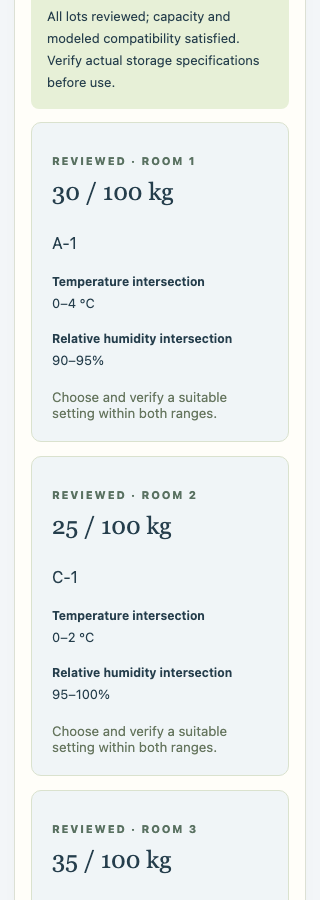 All lots reviewed; capacity and
modeled compatibility satisfied.
Verify actual storage specifications
before use.
REVIEWED · ROOM 1
30 / 100 kg
A-1
Temperature intersection
0–4 °C
Relative humidity intersection
90–95%
Choose and verify a suitable
setting within both ranges.
REVIEWED · ROOM 2
25 / 100 kg
C-1
Temperature intersection
0–2 °C
Relative humidity intersection
95–100%
Choose and verify a suitable
setting within both ranges.
REVIEWED · ROOM 3
35 / 100 kg